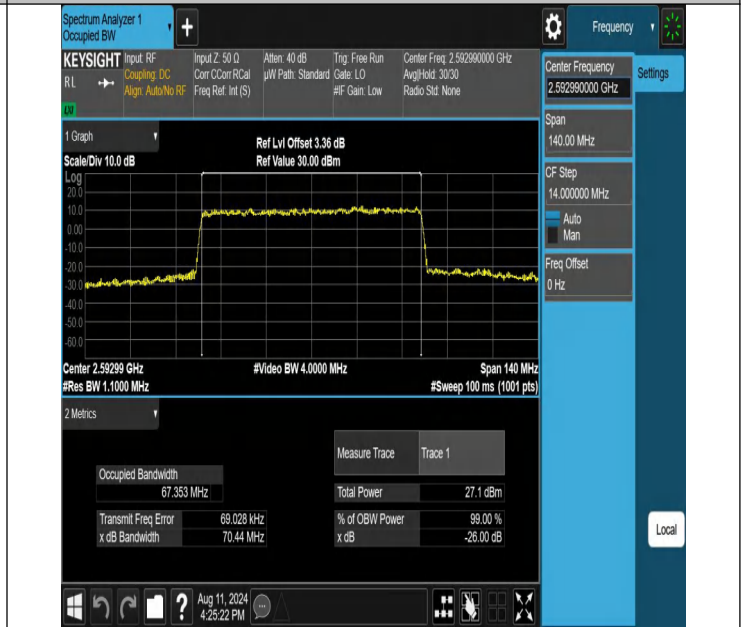 Spectrum Analyzer 1
Occupied BW
+
Frequency
KEYSIGHT
RL
LXI
Input: RF
Coupling: DC
Align: Auto/No RF
Input Z: 50 Ω
Corr CCorr RCal
Freq Ref: Int (S)
Atten: 40 dB
µW Path: Standard
Trig: Free Run
Gate: LO
#IF Gain: Low
Center Freq: 2.592990000 GHz
Avg|Hold: 30/30
Radio Std: None
1 Graph
Scale/Div 10.0 dB
Ref Lvl Offset 3.36 dB
Ref Value 30.00 dBm
Log
20.0
10.0
0.00
-10.0
-20.0
-30.0
-40.0
-50.0
-60.0
Center 2.59299 GHz
#Res BW 1.1000 MHz
#Video BW 4.0000 MHz
Span 140 MHz
#Sweep 100 ms (1001 pts)
2 Metrics
Measure Trace Trace 1
Occupied Bandwidth
67.353 MHz
Total Power 27.1 dBm
Transmit Freq Error 69.028 kHz
% of OBW Power 99.00 %
x dB Bandwidth 70.44 MHz
x dB -26.00 dB
Center Frequency
2.592990000 GHz
Settings
Span
140.00 MHz
CF Step
14.000000 MHz
Auto
Man
Freq Offset
0 Hz
Local
?
Aug 11, 2024
4:25:22 PM